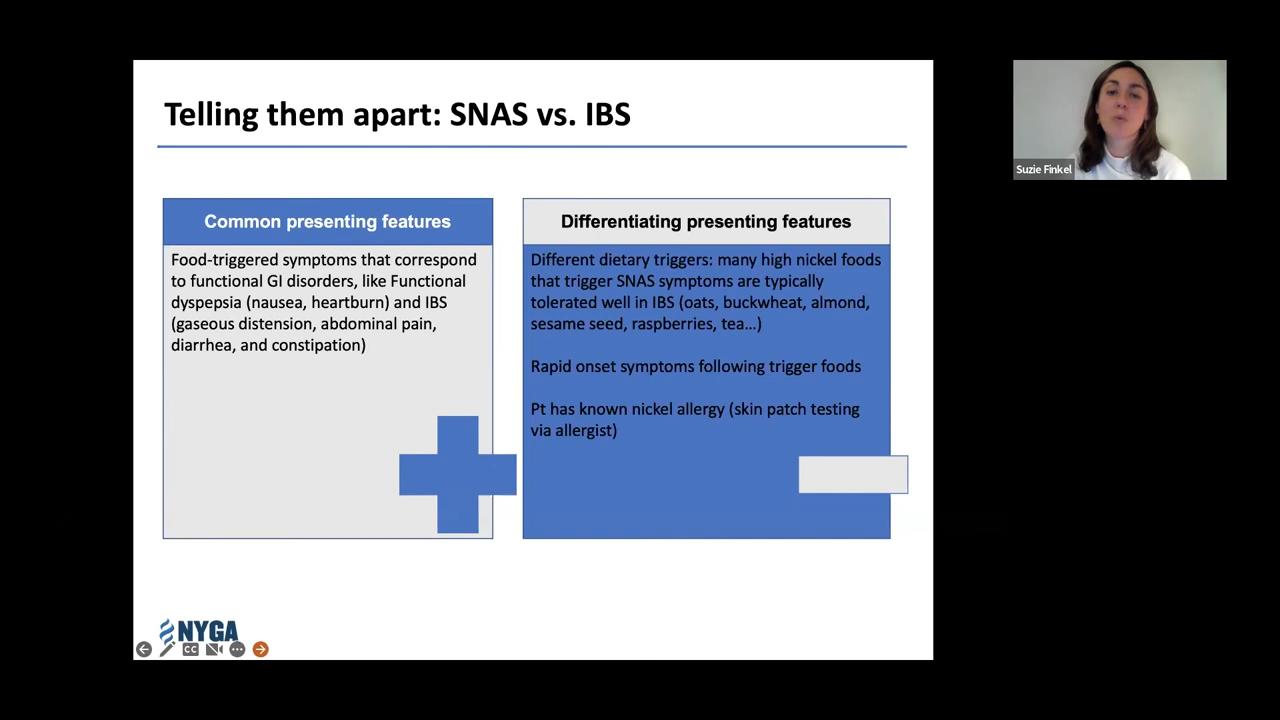 Telling them apart: SNAS vs. IBS
Common presenting features
Food-triggered symptoms that correspond
to functional GI disorders, like Functional
dyspepsia (nausea, heartburn) and IBS
(gaseous distension, abdominal pain,
diarrhea, and constipation)
Differentiating presenting features
Different dietary triggers: many high nickel foods
that trigger SNAS symptoms are typically
tolerated well in IBS (oats, buckwheat, almond,
sesame seed, raspberries, tea…)
Rapid onset symptoms following trigger foods
Pt has known nickel allergy (skin patch testing
via allergist)
NYGA
CC
Suzie Finkel